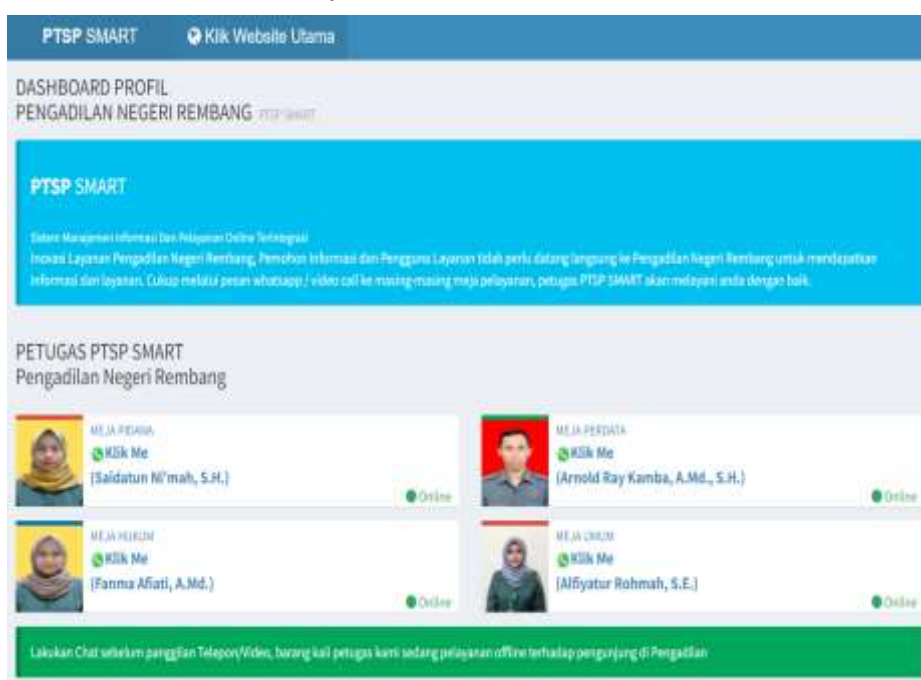 PTSP SMART Klik Website Utama
DASHBOARD PROFIL
PENGADILAN NEGERI REMBANG PTSP SMART
PTSP SMART
Sistem Manajemen Informasi Dan Pelayanan Online Terintegrasi
Inovasi Layanan Pengadilan Negeri Rembang, Pemohon Informasi dan Pengguna Layanan tidak perlu datang langsung ke Pengadilan Negeri Rembang untuk mendapatkan
informasi dan layanan. Cukup melalui pesan whatsapp / video call ke masing-masing meja pelayanan, petugas PTSP SMART akan melayani anda dengan baik.
PETUGAS PTSP SMART
Pengadilan Negeri Rembang
MEJA PIDANA
Klik Me
(Saidatun Ni'mah, S.H.)
Online
MEJA PERDATA
Klik Me
(Arnold Ray Kamba, A.Md., S.H.)
Online
MEJA HUKUM
Klik Me
(Fanma Afiati, A.Md.)
Online
MEJA UMUM
Klik Me
(Alfiyatur Rohmah, S.E.)
Online
Lakukan Chat sebelum panggilan Telepon/Video, barang kali petugas kami sedang pelayanan offline terhadap pengunjung di Pengadilan